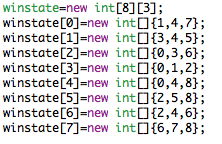 winstate=new int[8][3];
winstate[0]=new int[]{1,4,7};
winstate[1]=new int[]{3,4,5};
winstate[2]=new int[]{0,3,6};
winstate[3]=new int[]{0,1,2};
winstate[4]=new int[]{0,4,8};
winstate[5]=new int[]{2,5,8};
winstate[6]=new int[]{2,4,6};
winstate[7]=new int[]{6,7,8};